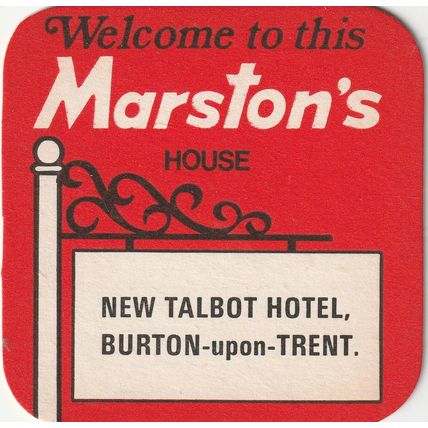 Welcome to this
Marston's
HOUSE
NEW TALBOT HOTEL,
BURTON-upon-TRENT.